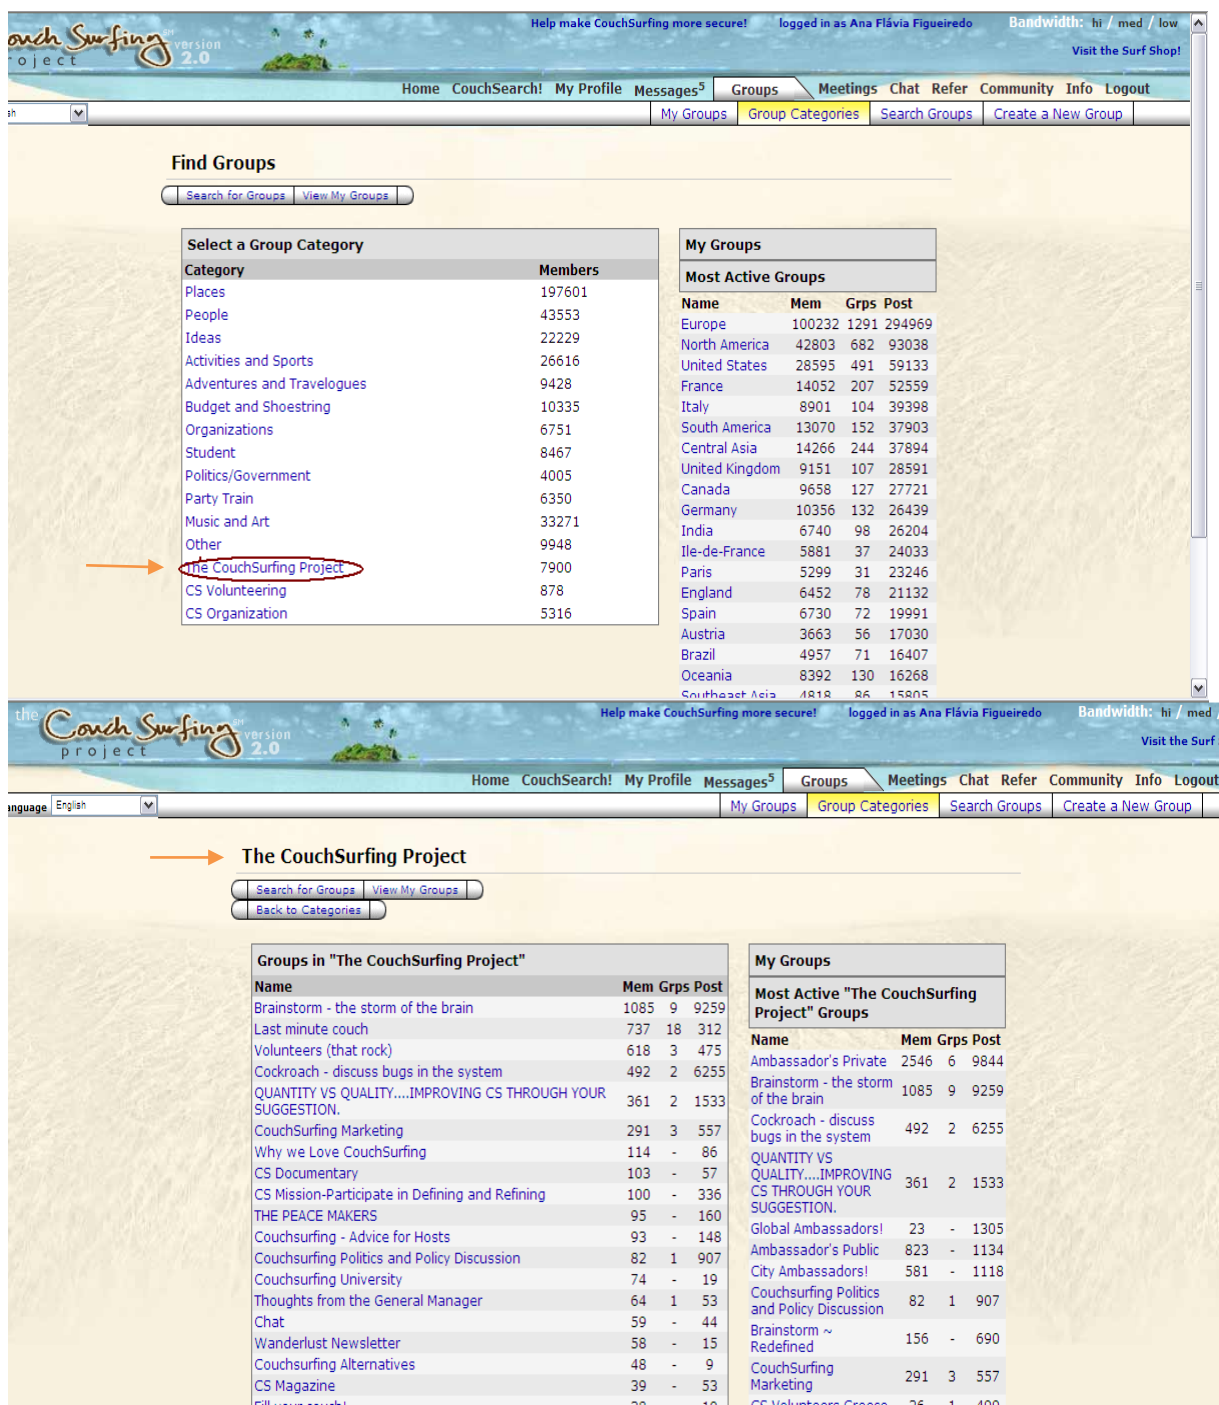 Help make CouchSurfing more secure! logged in as Ana Flávia Figueiredo Bandwidth: hi / med / low
Couch Surfing version 2.0
project
Visit the Surf Shop!
Home CouchSearch! My Profile Messages5 Groups Meetings Chat Refer Community Info Logout
My Groups Group Categories Search Groups Create a New Group
Find Groups
Search for Groups View My Groups
Select a Group Category
Category Members
Places 197601
People 43553
Ideas 22229
Activities and Sports 26616
Adventures and Travelogues 9428
Budget and Shoestring 10335
Organizations 6751
Student 8467
Politics/Government 4005
Party Train 6350
Music and Art 33271
Other 9948
The CouchSurfing Project 7900
CS Volunteering 878
CS Organization 5316
My Groups
Most Active Groups
Name Mem Grps Post
Europe 100232 1291 294969
North America 42803 682 93038
United States 28595 491 59133
France 14052 207 52559
Italy 8901 104 39398
South America 13070 152 37903
Central Asia 14266 244 37894
United Kingdom 9151 107 28591
Canada 9658 127 27721
Germany 10356 132 26439
India 6740 98 26204
Ile-de-France 5881 37 24033
Paris 5299 31 23246
England 6452 78 21132
Spain 6730 72 19991
Austria 3663 56 17030
Brazil 4957 71 16407
Oceania 8392 130 16268
Southeast Asia 4818 86 15805
Help make CouchSurfing more secure! logged in as Ana Flávia Figueiredo Bandwidth: hi / med /
the Couch Surfing version 2.0
project
Visit the Surf
Home CouchSearch! My Profile Messages5 Groups Meetings Chat Refer Community Info Logout
anguage English My Groups Group Categories Search Groups Create a New Group
The CouchSurfing Project
Search for Groups View My Groups
Back to Categories
Groups in "The CouchSurfing Project"
Name Mem Grps Post
Brainstorm - the storm of the brain 1085 9 9259
Last minute couch 737 18 312
Volunteers (that rock) 618 3 475
Cockroach - discuss bugs in the system 492 2 6255
QUANTITY VS QUALITY....IMPROVING CS THROUGH YOUR
SUGGESTION. 361 2 1533
CouchSurfing Marketing 291 3 557
Why we Love CouchSurfing 114 - 86
CS Documentary 103 - 57
CS Mission-Participate in Defining and Refining 100 - 336
THE PEACE MAKERS 95 - 160
Couchsurfing - Advice for Hosts 93 - 148
Couchsurfing Politics and Policy Discussion 82 1 907
Couchsurfing University 74 - 19
Thoughts from the General Manager 64 1 53
Chat 59 - 44
Wanderlust Newsletter 58 - 15
Couchsurfing Alternatives 48 - 9
CS Magazine 39 - 53
My Groups
Most Active "The CouchSurfing
Project" Groups
Name Mem Grps Post
Ambassador's Private 2546 6 9844
Brainstorm - the storm
of the brain 1085 9 9259
Cockroach - discuss
bugs in the system 492 2 6255
QUANTITY VS
QUALITY....IMPROVING
CS THROUGH YOUR
SUGGESTION. 361 2 1533
Global Ambassadors! 23 - 1305
Ambassador's Public 823 - 1134
City Ambassadors! 581 - 1118
Couchsurfing Politics
and Policy Discussion 82 1 907
Brainstorm ~
Redefined 156 - 690
CouchSurfing
Marketing 291 3 557